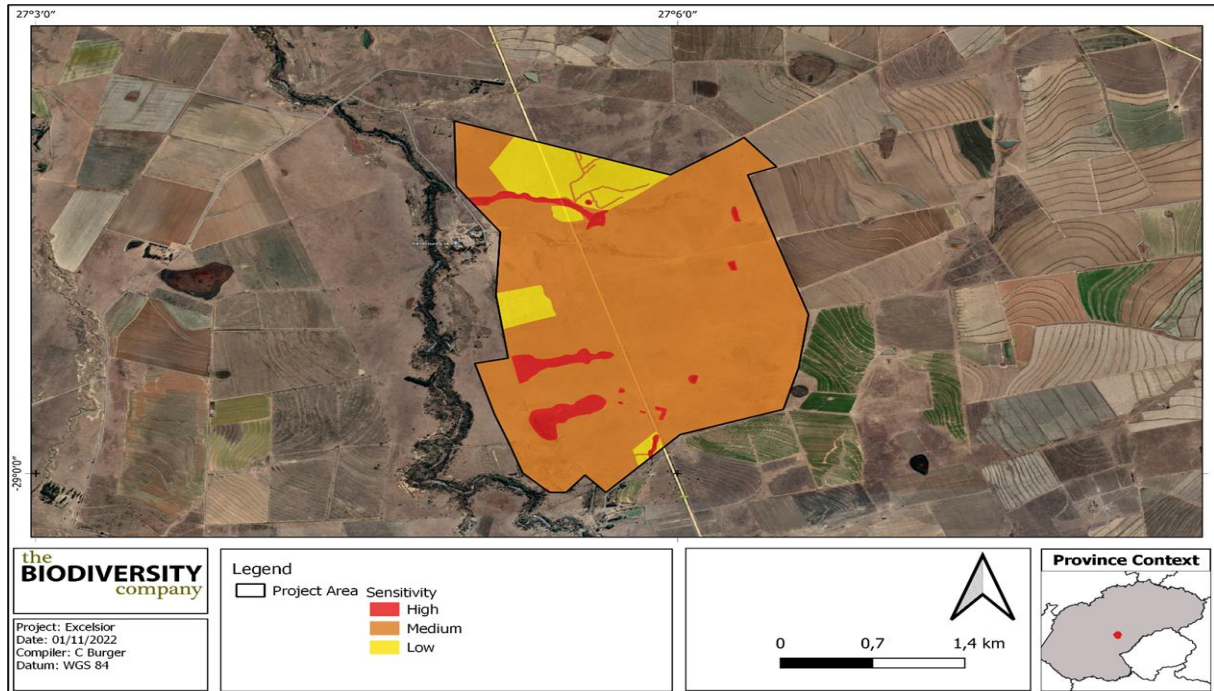 27°3′0″
27°6′0″
-29°0′0″
the
BIODIVERSITY
company
Project: Excelsior
Date: 01/11/2022
Compiler: C Burger
Datum: WGS 84
Legend
Project Area
Sensitivity
High
Medium
Low
0 0,7 1,4 km
Province Context